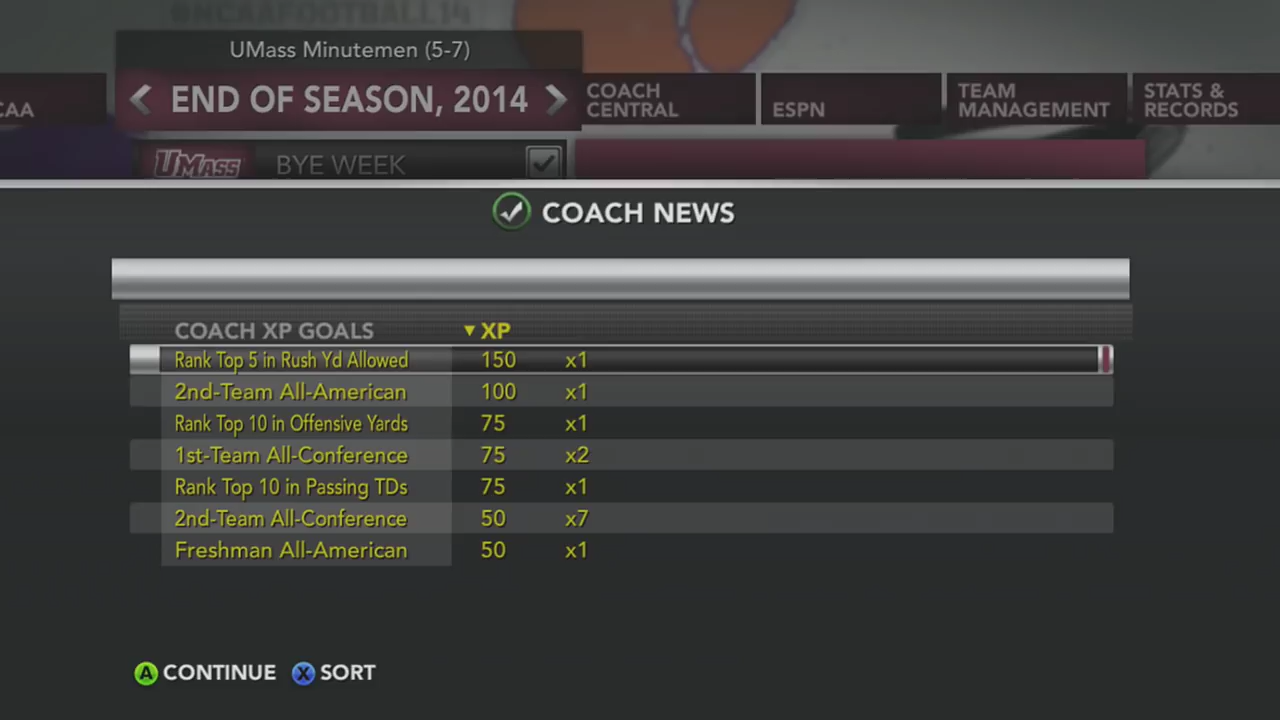 #NCAAFOOTBALL14
UMass Minutemen (5-7)
CAA
END OF SEASON, 2014
COACH CENTRAL
ESPN
TEAM MANAGEMENT
STATS & RECORDS
UMASS BYE WEEK
COACH NEWS
COACH XP GOALS XP
Rank Top 5 in Rush Yd Allowed 150 x1
2nd-Team All-American 100 x1
Rank Top 10 in Offensive Yards 75 x1
1st-Team All-Conference 75 x2
Rank Top 10 in Passing TDs 75 x1
2nd-Team All-Conference 50 x7
Freshman All-American 50 x1
A CONTINUE X SORT